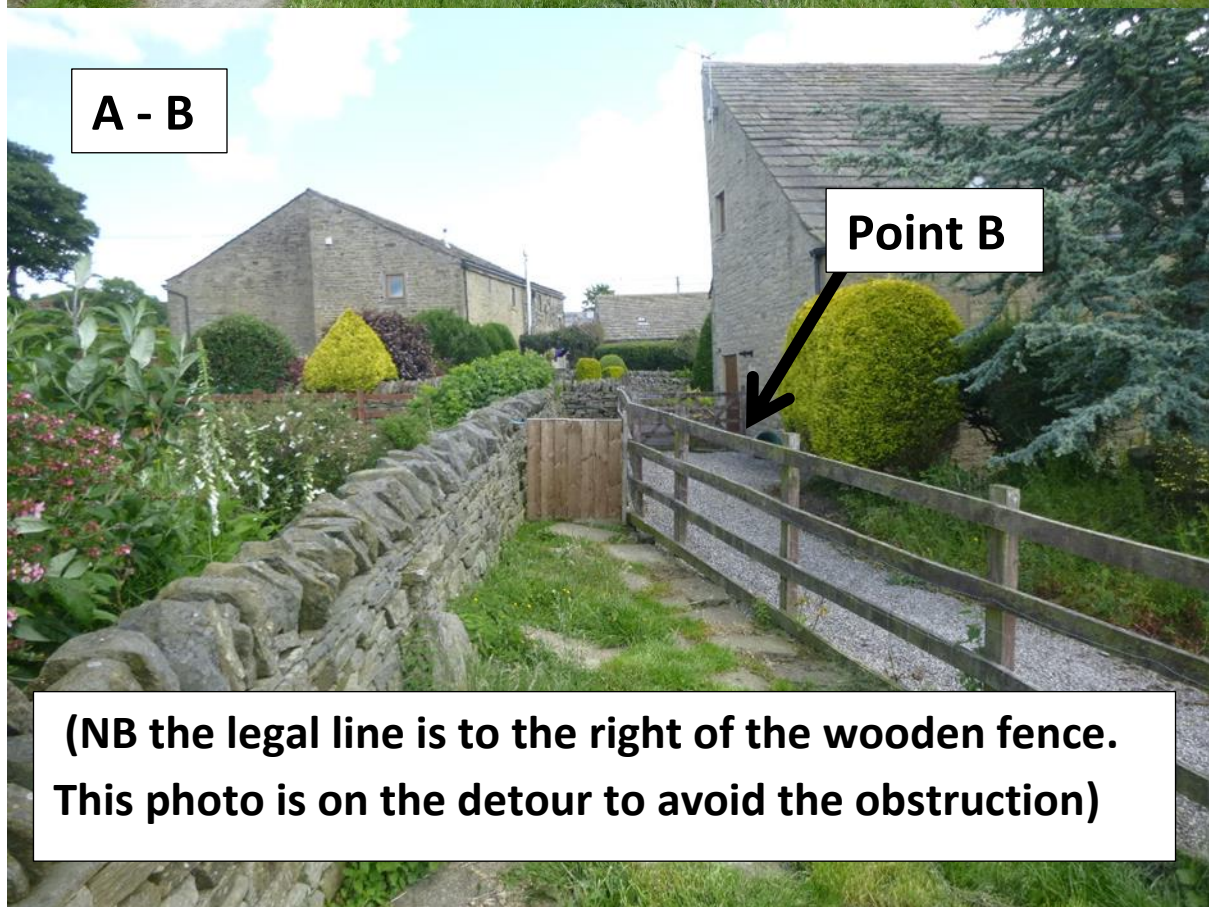 A - B
Point B
(NB the legal line is to the right of the wooden fence.
This photo is on the detour to avoid the obstruction)